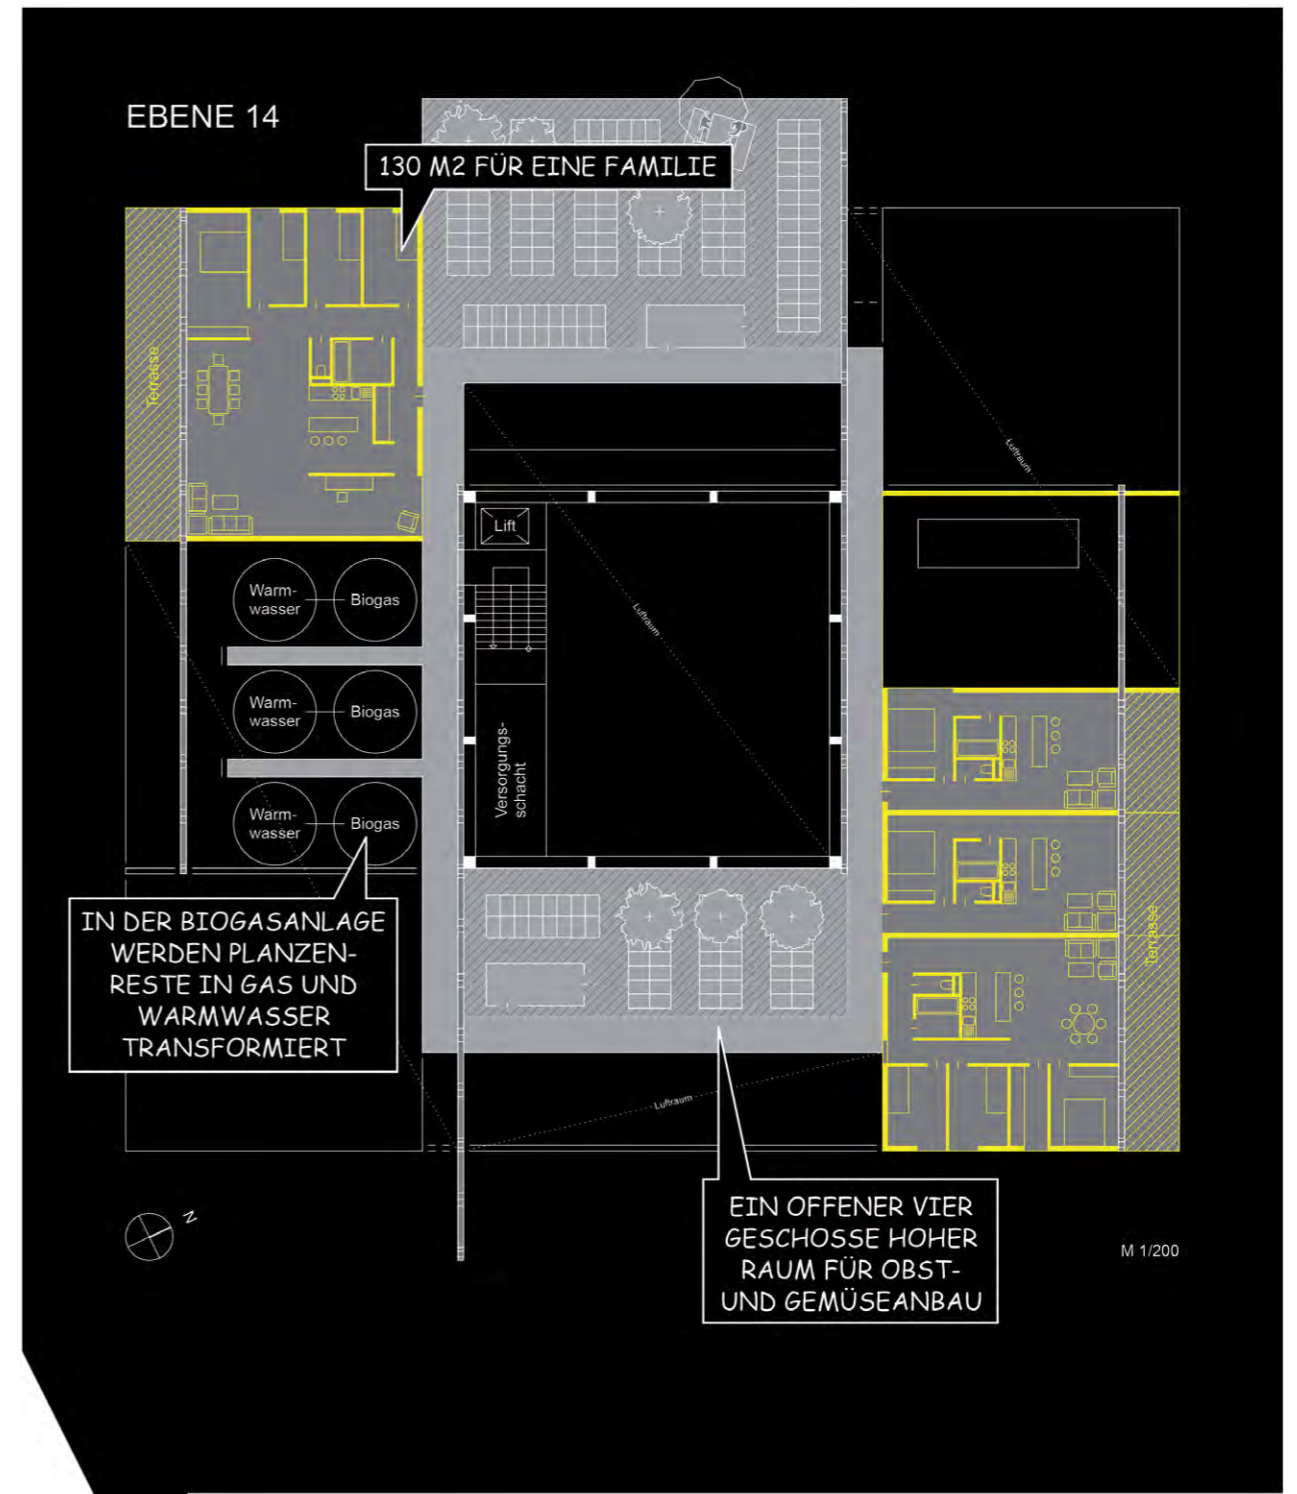 EBENE 14
130 M2 FÜR EINE FAMILIE
Terrasse
Luftraum
Lift
Warm-
wasser
Biogas
Luftraum
Warm-
wasser
Biogas
Versorgungs-
schacht
Warm-
wasser
Biogas
IN DER BIOGASANLAGE
WERDEN PLANZEN-
RESTE IN GAS UND
WARMWASSER
TRANSFORMIERT
Terrasse
Luftraum
EIN OFFENER VIER
GESCHOSSE HOHER
RAUM FÜR OBST-
UND GEMÜSEANBAU
N
M 1/200